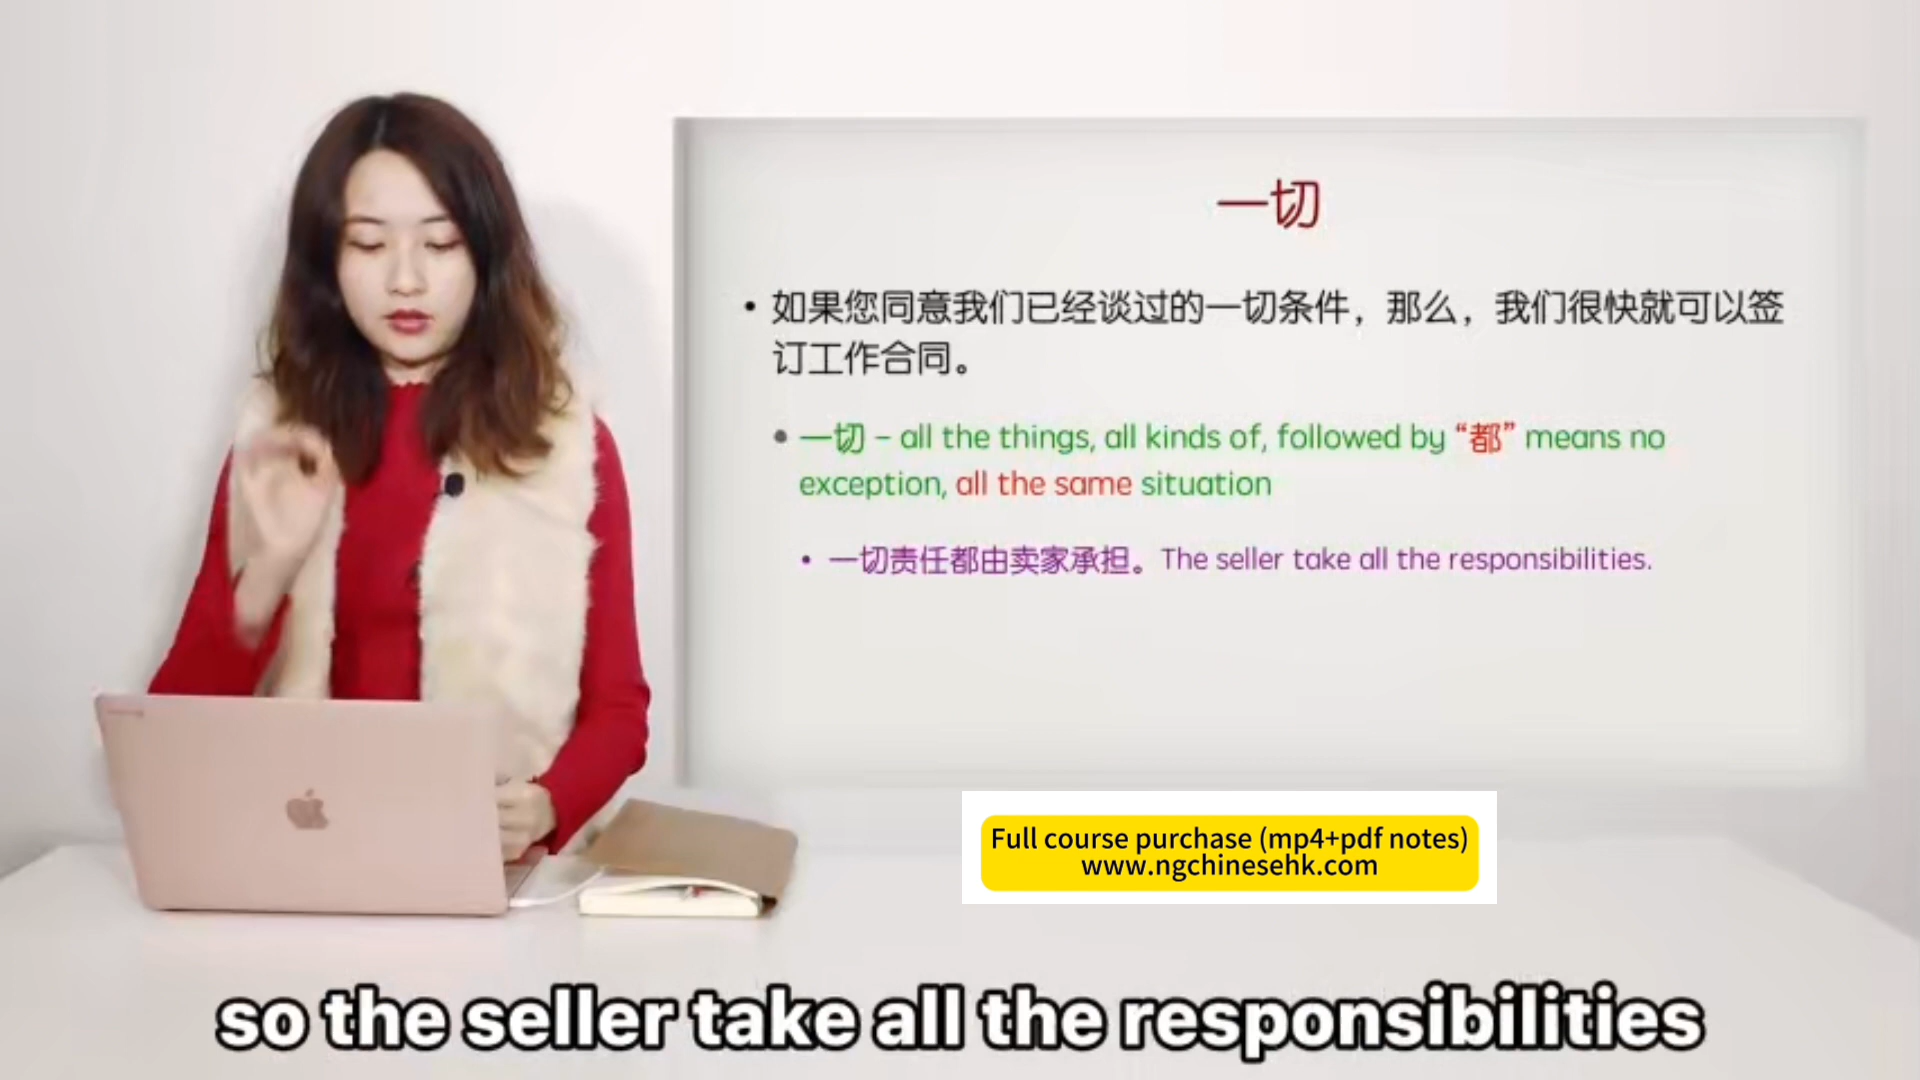 一切
• 如果您同意我们已经谈过的一切条件，那么，我们很快就可以签
订工作合同。
• 一切 – all the things, all kinds of, followed by “都” means no
exception, all the same situation
• 一切责任都由卖家承担。The seller take all the responsibilities.
Full course purchase (mp4+pdf notes)
www.ngchinesehk.com
so the seller take all the responsibilities